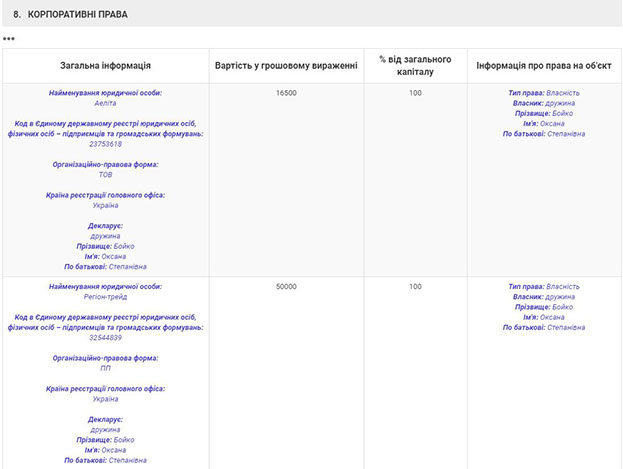 8. КОРПОРАТИВНІ ПРАВА
•••
Загальна інформація
Вартість у грошовому вираженні
% від загального
капіталу
Інформація про права на об'єкт
Найменування юридичної особи:
Аеліта
Код в Єдиному державному реєстрі юридичних осіб,
фізичних осіб – підприємців та громадських формувань:
23753618
Організаційно-правова форма:
ТОВ
Країна реєстрації головного офіса:
Україна
Декларує:
дружина
Прізвище: Бойко
Ім'я: Оксана
По батькові: Степанівна
16500
100
Тип права: Власність
Власник: дружина
Прізвище: Бойко
Ім'я: Оксана
По батькові: Степанівна
Найменування юридичної особи:
Регіон-трейд
Код в Єдиному державному реєстрі юридичних осіб,
фізичних осіб – підприємців та громадських формувань:
32544839
Організаційно-правова форма:
ПП
Країна реєстрації головного офіса:
Україна
Декларує:
дружина
Прізвище: Бойко
Ім'я: Оксана
По батькові: Степанівна
50000
100
Тип права: Власність
Власник: дружина
Прізвище: Бойко
Ім'я: Оксана
По батькові: Степанівна